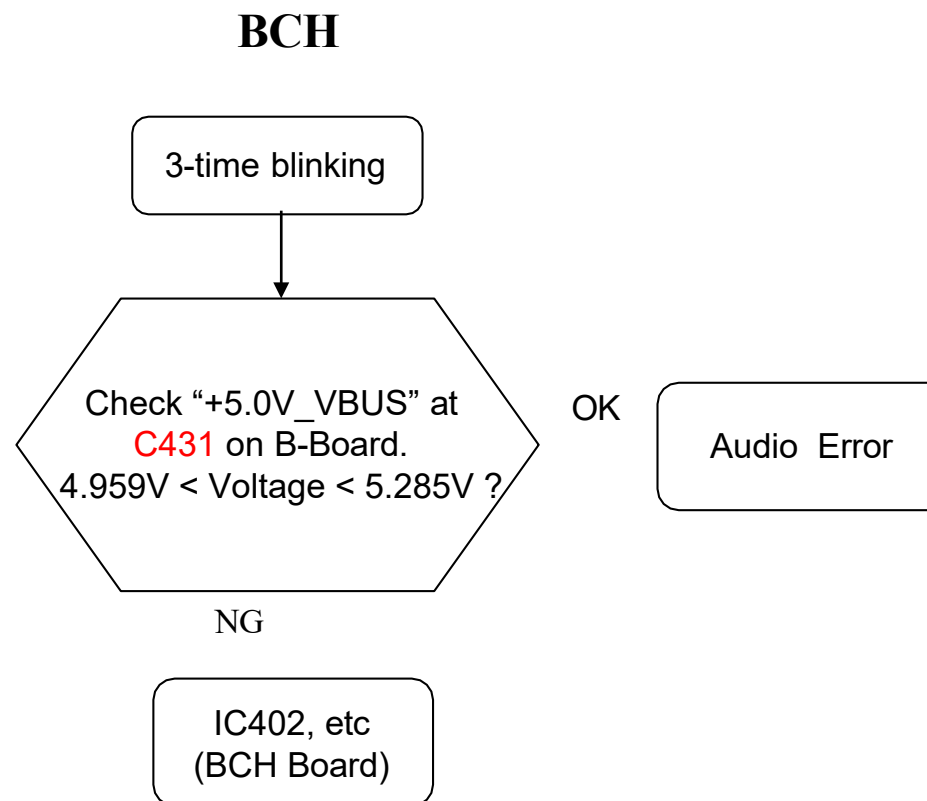 BCH
3-time blinking
Check “+5.0V_VBUS” at
C431 on B-Board.
4.959V < Voltage < 5.285V ?
OK
Audio  Error
NG
IC402, etc
(BCH Board)